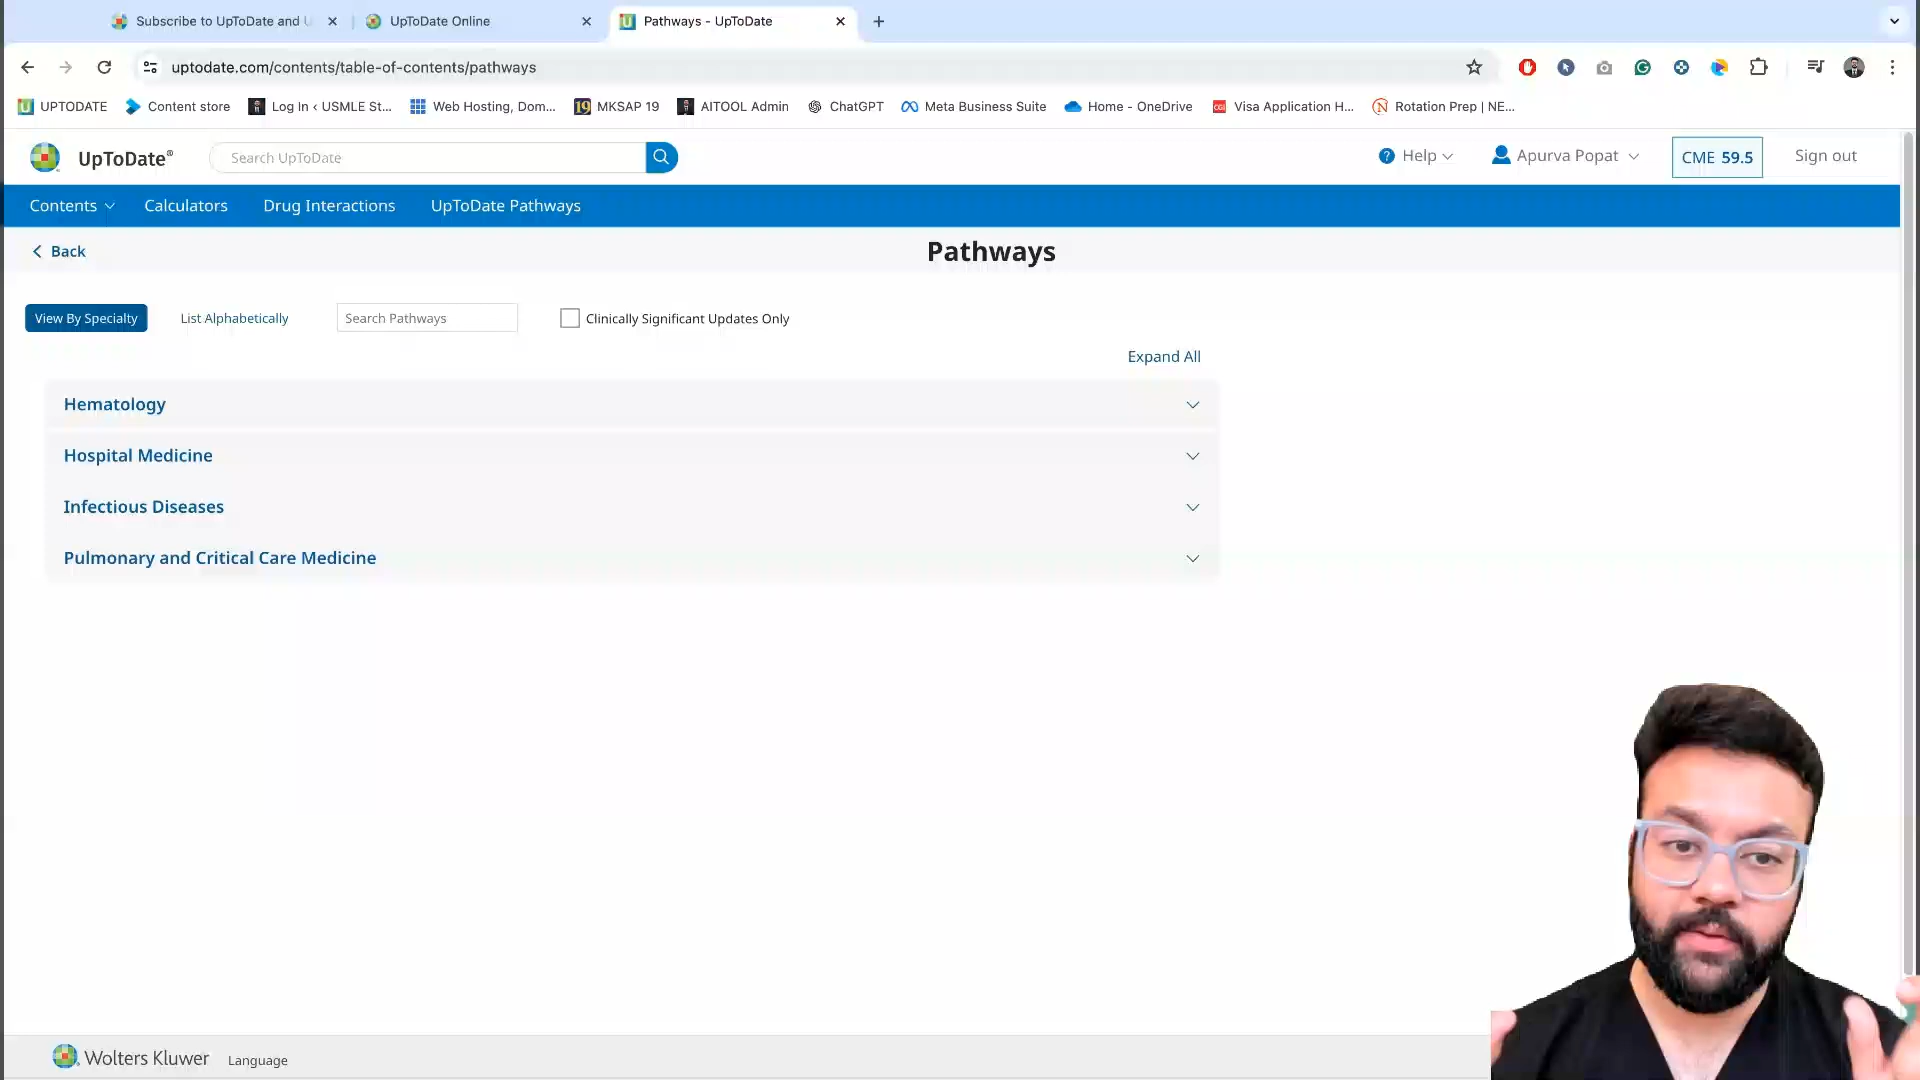 Subscribe to UpToDate and U
UpToDate Online
Pathways - UpToDate
uptodate.com/contents/table-of-contents/pathways
UPTODATE
Content store
Log In ‹ USMLE St...
Web Hosting, Dom...
19 MKSAP 19
AITOOL Admin
ChatGPT
Meta Business Suite
Home - OneDrive
CGI Visa Application H...
Rotation Prep | NE...
UpToDate®
Search UpToDate
? Help
Apurva Popat
CME 59.5
Sign out
Contents
Calculators
Drug Interactions
UpToDate Pathways
Back
Pathways
View By Specialty
List Alphabetically
Search Pathways
Clinically Significant Updates Only
Expand All
Hematology
Hospital Medicine
Infectious Diseases
Pulmonary and Critical Care Medicine
Wolters Kluwer
Language